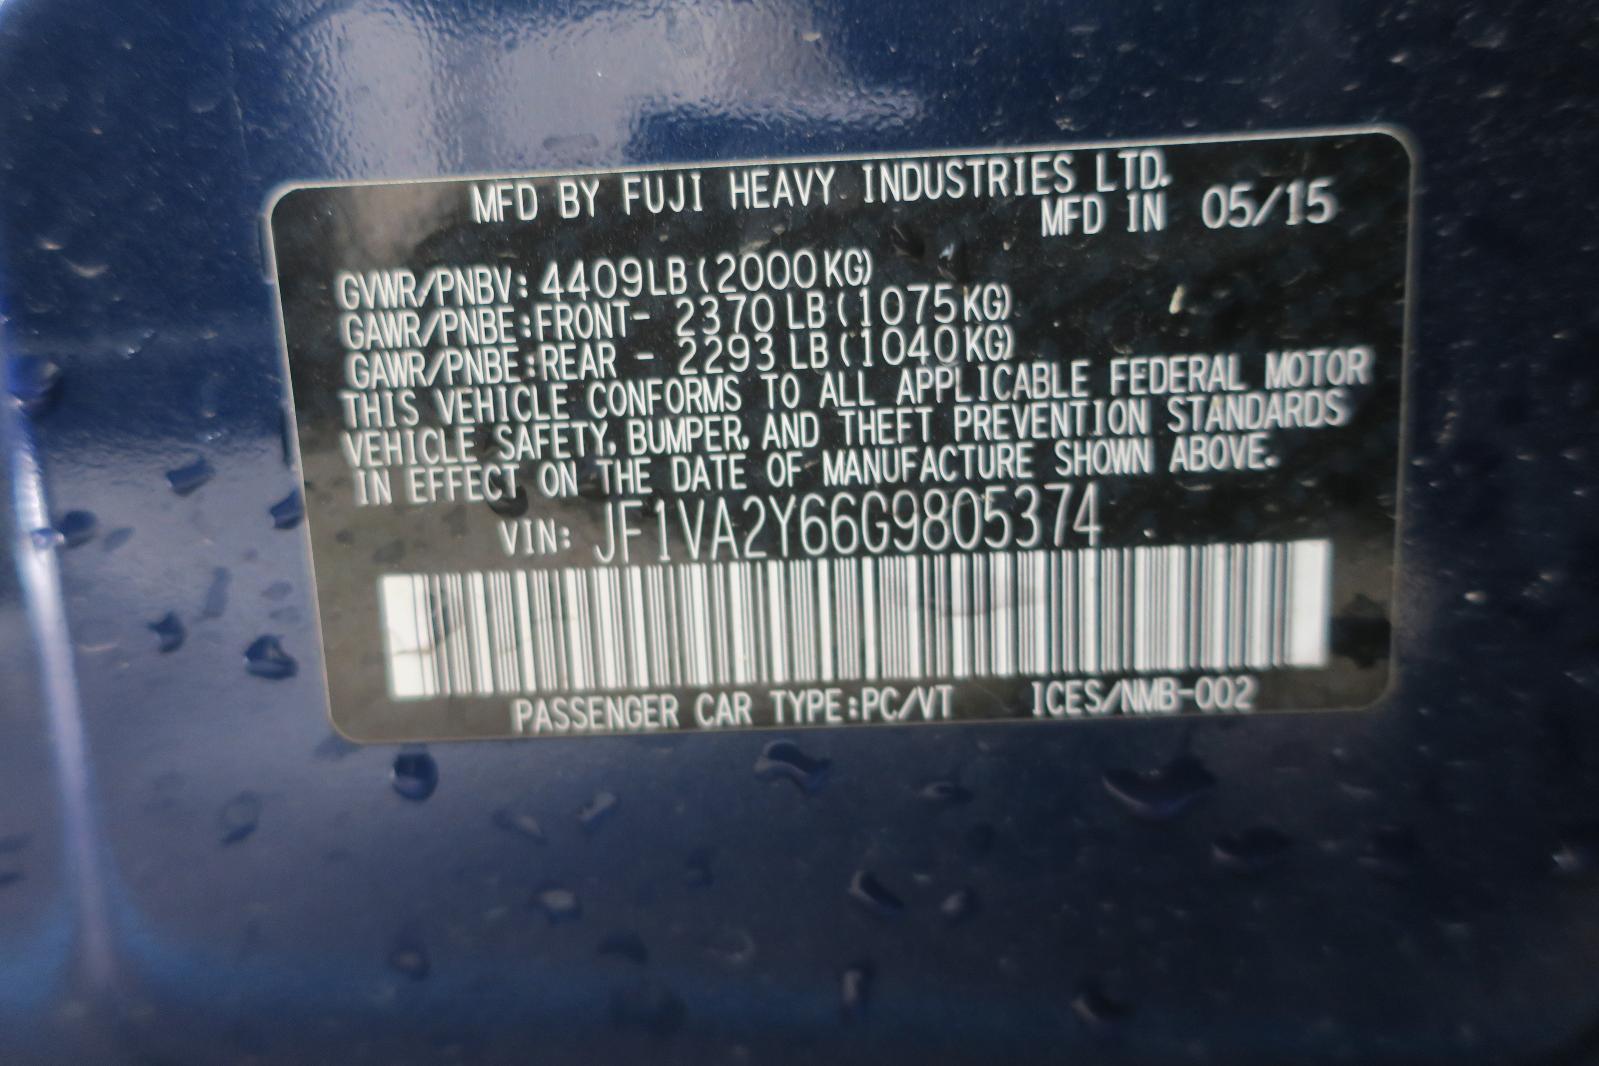 MFD BY FUJI HEAVY INDUSTRIES LTD.
MFD IN 05/15
GVWR/PNBV: 4409LB(2000KG)
GAWR/PNBE:FRONT- 2370LB(1075KG)
GAWR/PNBE:REAR - 2293LB(1040KG)
THIS VEHICLE CONFORMS TO ALL APPLICABLE FEDERAL MOTOR
VEHICLE SAFETY, BUMPER, AND THEFT PREVENTION STANDARDS
IN EFFECT ON THE DATE OF MANUFACTURE SHOWN ABOVE.
VIN: JF1VA2Y66G9805374
PASSENGER CAR TYPE:PC/VT ICES/NMB-002